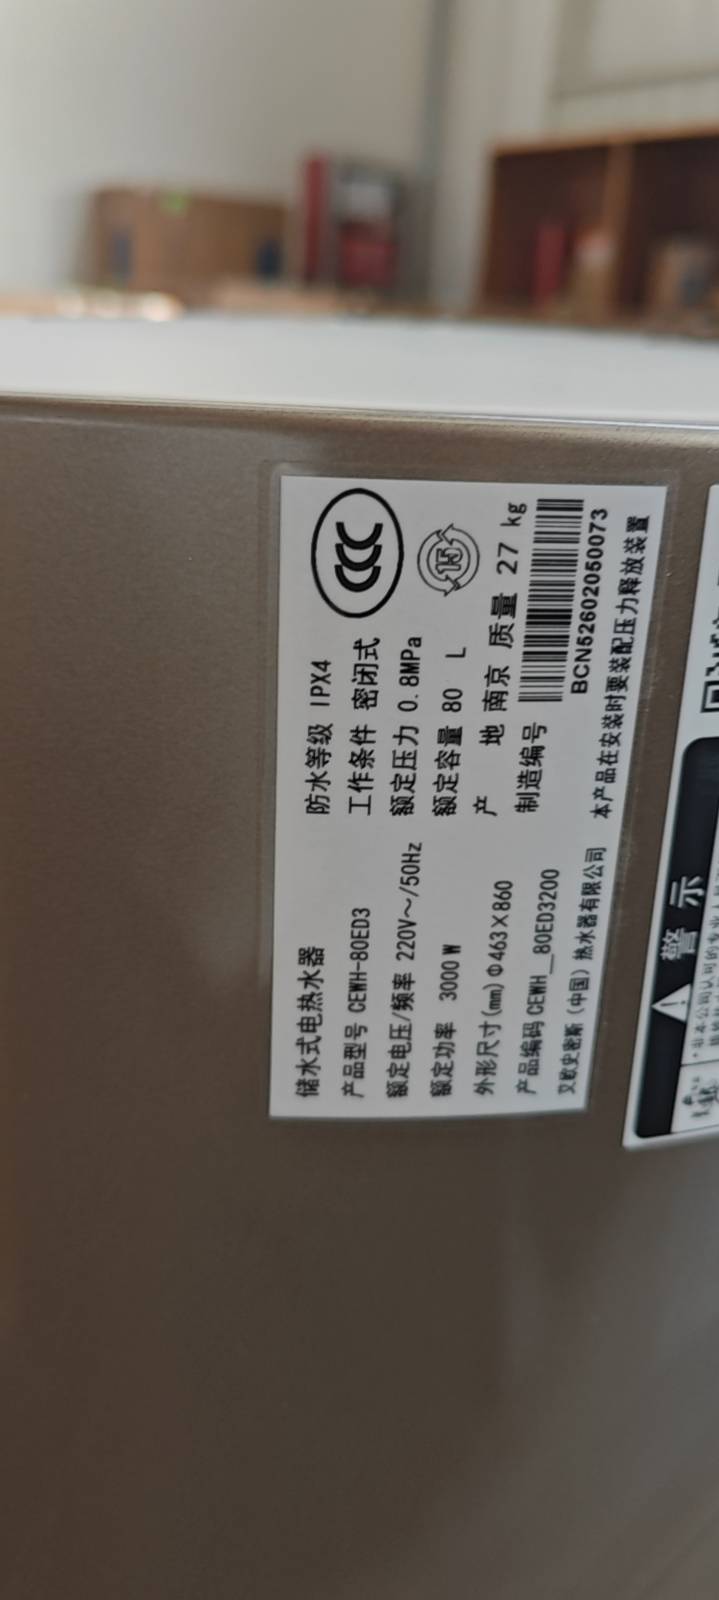 储水式电热水器
产品型号 CEWH-80ED3
额定电压/频率 220V～/50Hz
额定功率 3000 W
外形尺寸(mm) Φ463×860
产品编码 CEWH__80ED3200
艾欧史密斯（中国）热水器有限公司
防水等级 IPX4
工作条件 密闭式
额定压力 0.8MPa
额定容量 80 L
产 地 南京 质量 27 kg
制造编号
BCN52602050073
本产品在安装时要装配压力释放装置
CCC
15
警示